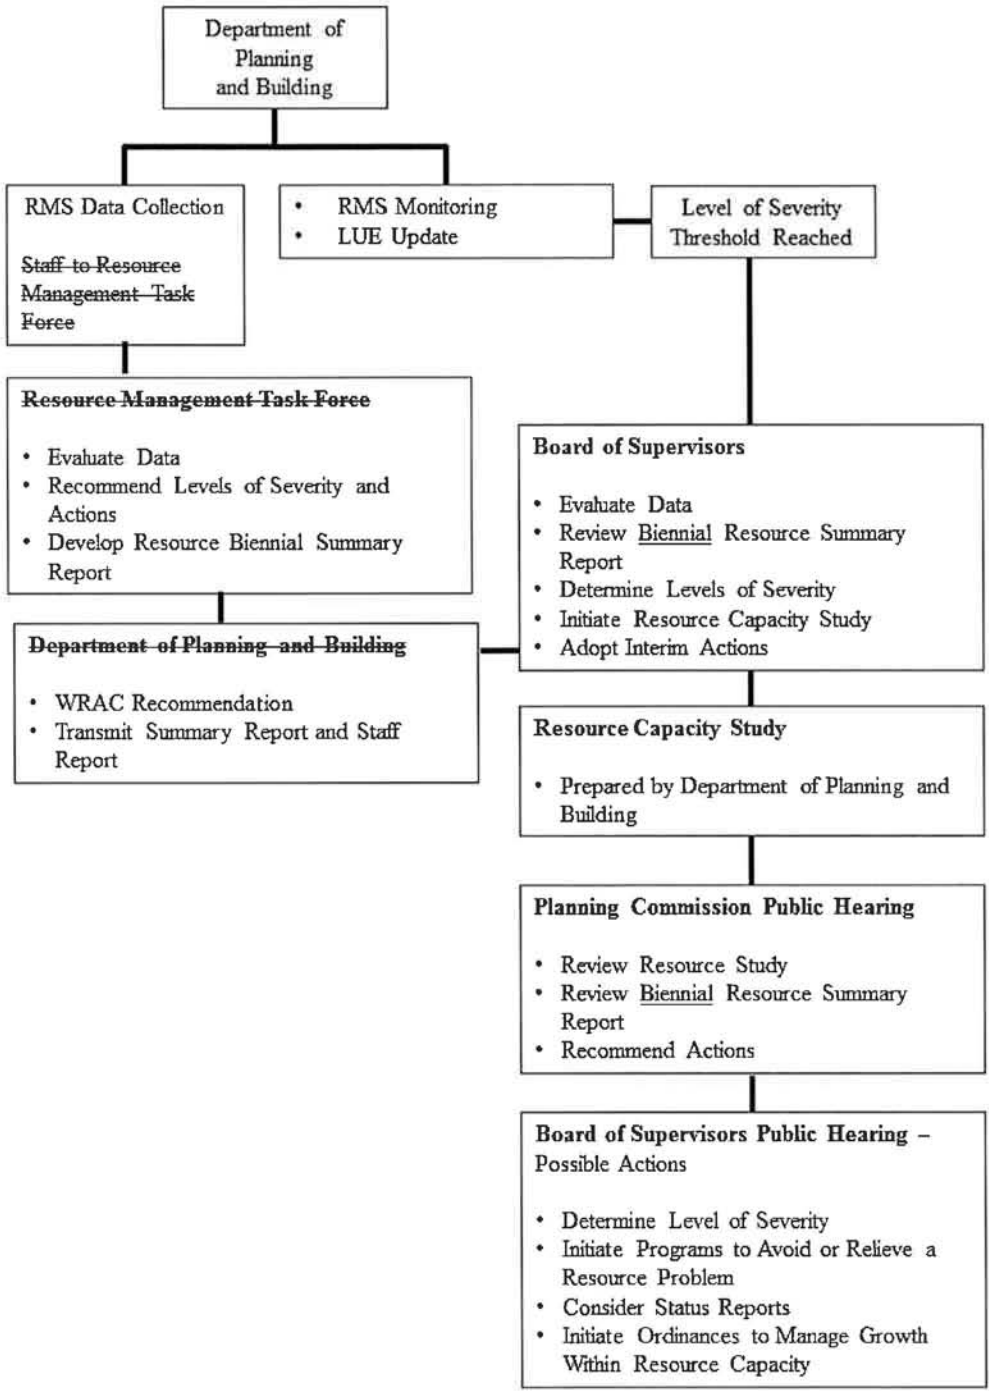 Department of
Planning
and Building
RMS Data Collection
Staff to Resource
Management Task
Force
• RMS Monitoring
• LUE Update
Level of Severity
Threshold Reached
Resource Management Task Force
• Evaluate Data
• Recommend Levels of Severity and
Actions
• Develop Resource Biennial Summary
Report
Department of Planning and Building
• WRAC Recommendation
• Transmit Summary Report and Staff
Report
Board of Supervisors
• Evaluate Data
• Review Biennial Resource Summary
Report
• Determine Levels of Severity
• Initiate Resource Capacity Study
• Adopt Interim Actions
Resource Capacity Study
• Prepared by Department of Planning and
Building
Planning Commission Public Hearing
• Review Resource Study
• Review Biennial Resource Summary
Report
• Recommend Actions
Board of Supervisors Public Hearing –
Possible Actions
• Determine Level of Severity
• Initiate Programs to Avoid or Relieve a
Resource Problem
• Consider Status Reports
• Initiate Ordinances to Manage Growth
Within Resource Capacity